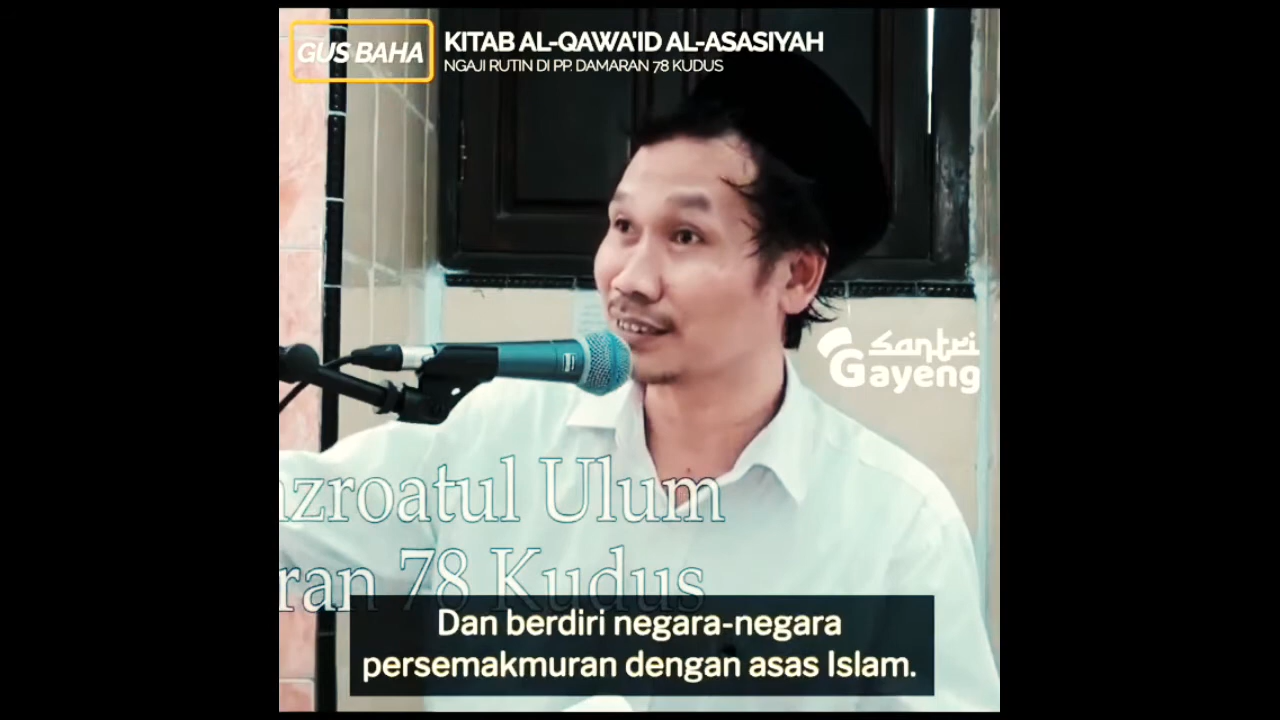 GUS BAHA
KITAB AL-QAWA'ID AL-ASASIYAH
NGAJI RUTIN DI PP. DAMARAN 78 KUDUS
santri
Gayeng
azroatul Ulum
ran 78 Kudus
Dan berdiri negara-negara
persemakmuran dengan asas Islam.